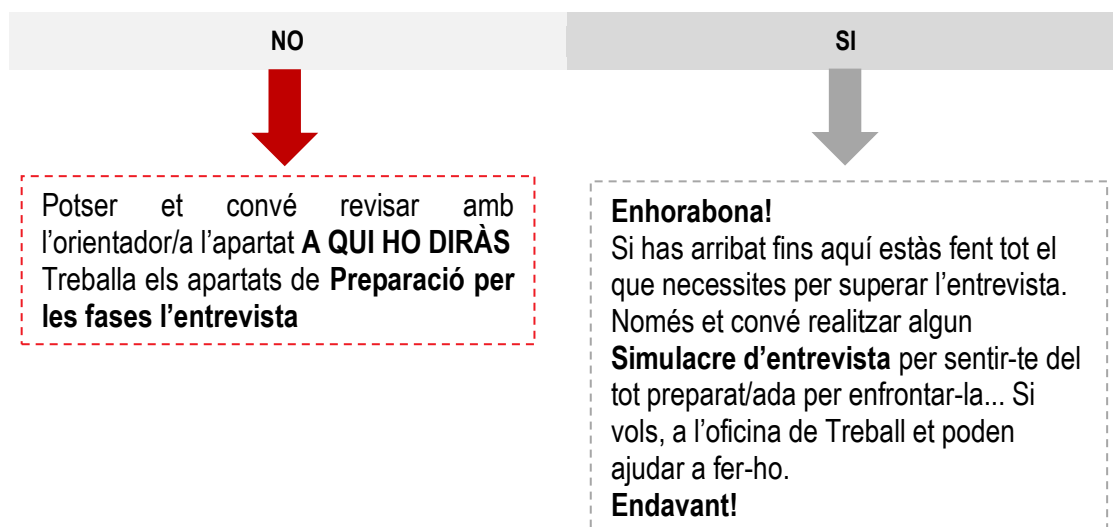 NO
SI
Potser et convé revisar amb
l’orientador/a l’apartat A QUI HO DIRÀS
Treballa els apartats de Preparació per
les fases l’entrevista
Enhorabona!
Si has arribat fins aquí estàs fent tot el
que necessites per superar l’entrevista.
Només et convé realitzar algun
Simulacre d’entrevista per sentir-te del
tot preparat/ada per enfrontar-la... Si
vols, a l’oficina de Treball et poden
ajudar a fer-ho.
Endavant!